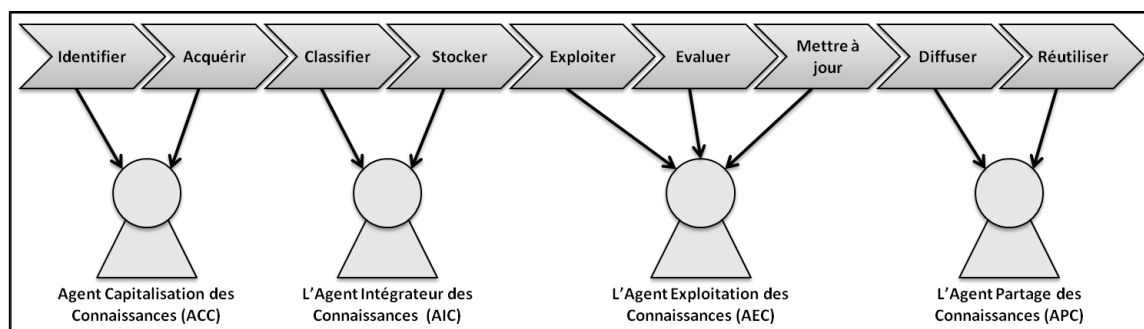 Identifier
Acquérir
Classifier
Stocker
Exploiter
Evaluer
Mettre à
jour
Diffuser
Réutiliser
Agent Capitalisation des
Connaissances (ACC)
L'Agent Intégrateur des
Connaissances (AIC)
L'Agent Exploitation des
Connaissances (AEC)
L'Agent Partage des
Connaissances (APC)